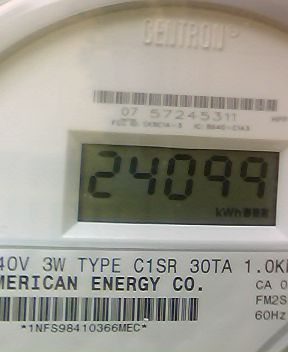 CENTRON®
07 57245311
24099
kWh
40V 3W TYPE C1SR 30TA 1.0K
MERICAN ENERGY CO.
CA 0
FM2S
60Hz
*1NFS98410366MEC*